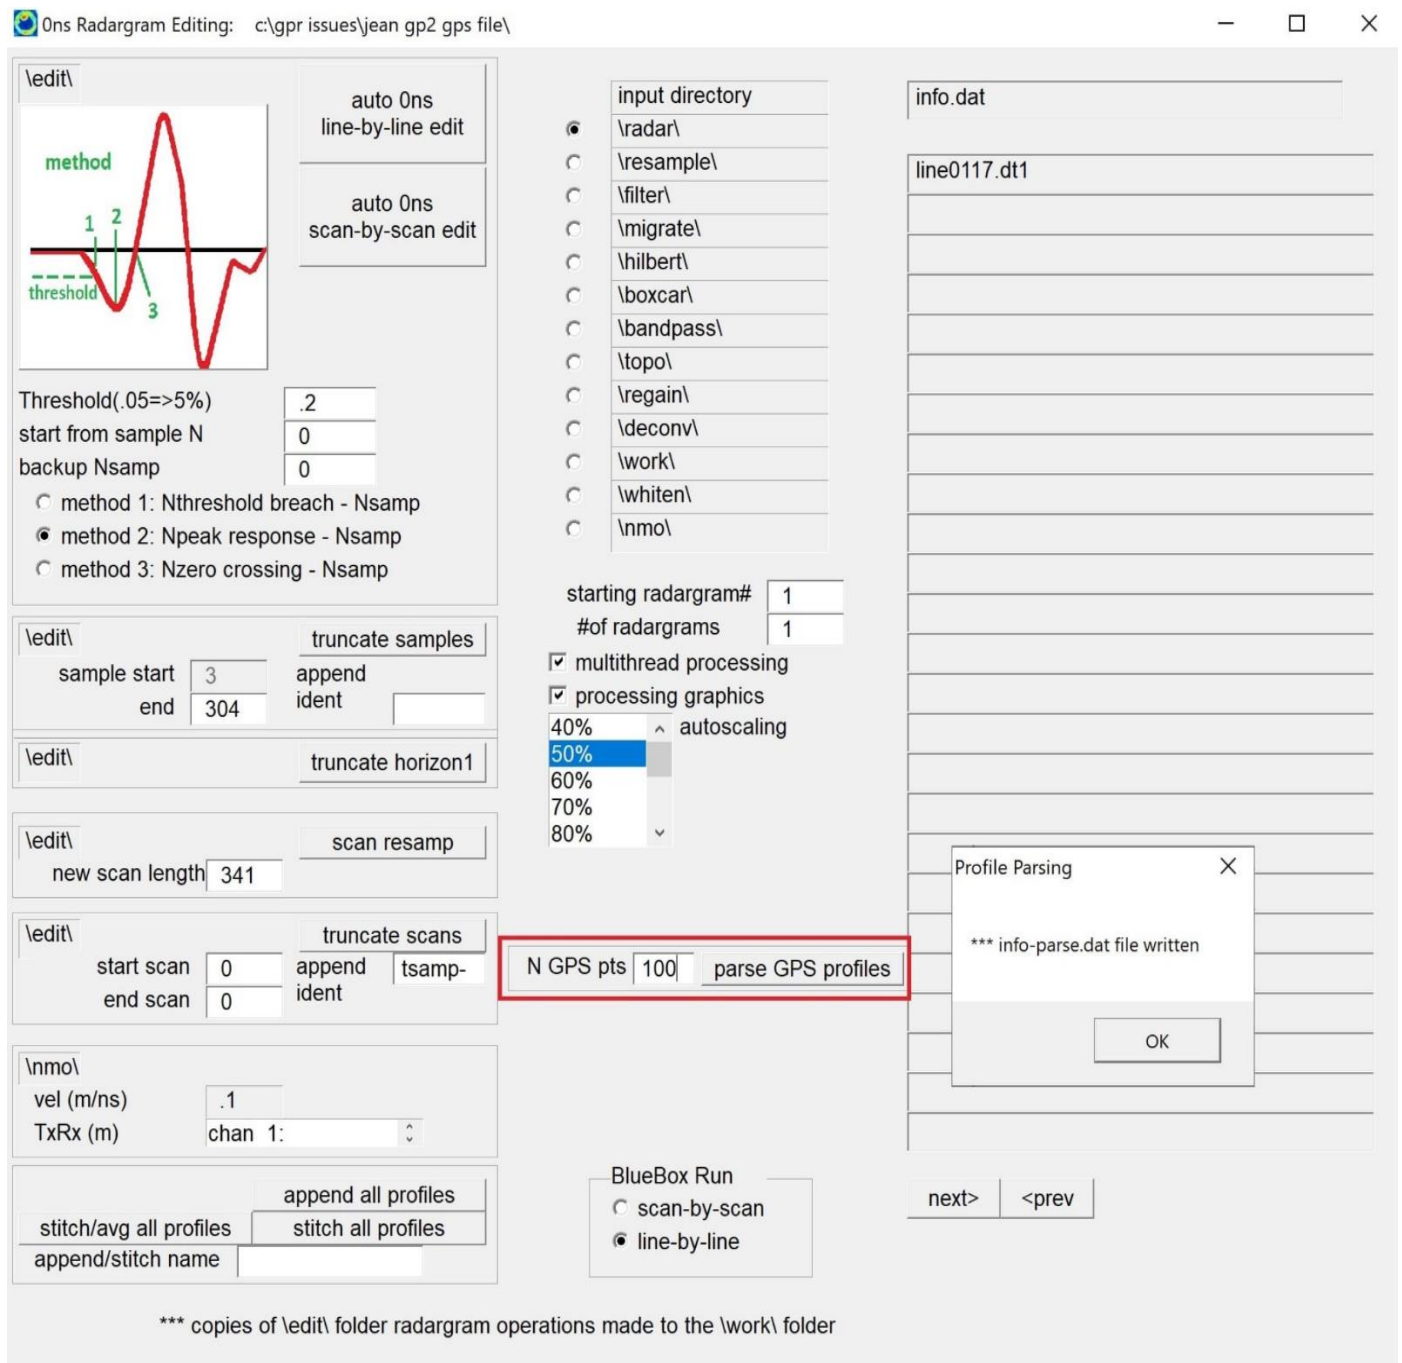 0ns Radargram Editing: c:\gpr issues\jean gp2 gps file\
\edit\
auto 0ns
line-by-line edit
auto 0ns
scan-by-scan edit
method
1
2
threshold
3
Threshold(.05=>5%)
.2
start from sample N
0
backup Nsamp
0
method 1: Nthreshold breach - Nsamp
method 2: Npeak response - Nsamp
method 3: Nzero crossing - Nsamp
\edit\
truncate samples
sample start
3
append
ident
end
304
\edit\
truncate horizon1
\edit\
scan resamp
new scan length
341
\edit\
truncate scans
start scan
0
append
ident
tsamp-
end scan
0
\nmo\
vel (m/ns)
.1
TxRx (m)
chan 1:
append all profiles
stitch/avg all profiles
stitch all profiles
append/stitch name
input directory
\radar\
\resample\
\filter\
\migrate\
\hilbert\
\boxcar\
\bandpass\
\topo\
\regain\
\deconv\
\work\
\whiten\
\nmo\
starting radargram#
1
#of radargrams
1
multithread processing
processing graphics
40%
50%
60%
70%
80%
autoscaling
N GPS pts
100
parse GPS profiles
BlueBox Run
scan-by-scan
line-by-line
info.dat
line0117.dt1
Profile Parsing
*** info-parse.dat file written
OK
next>
<prev
*** copies of \edit\ folder radargram operations made to the \work\ folder